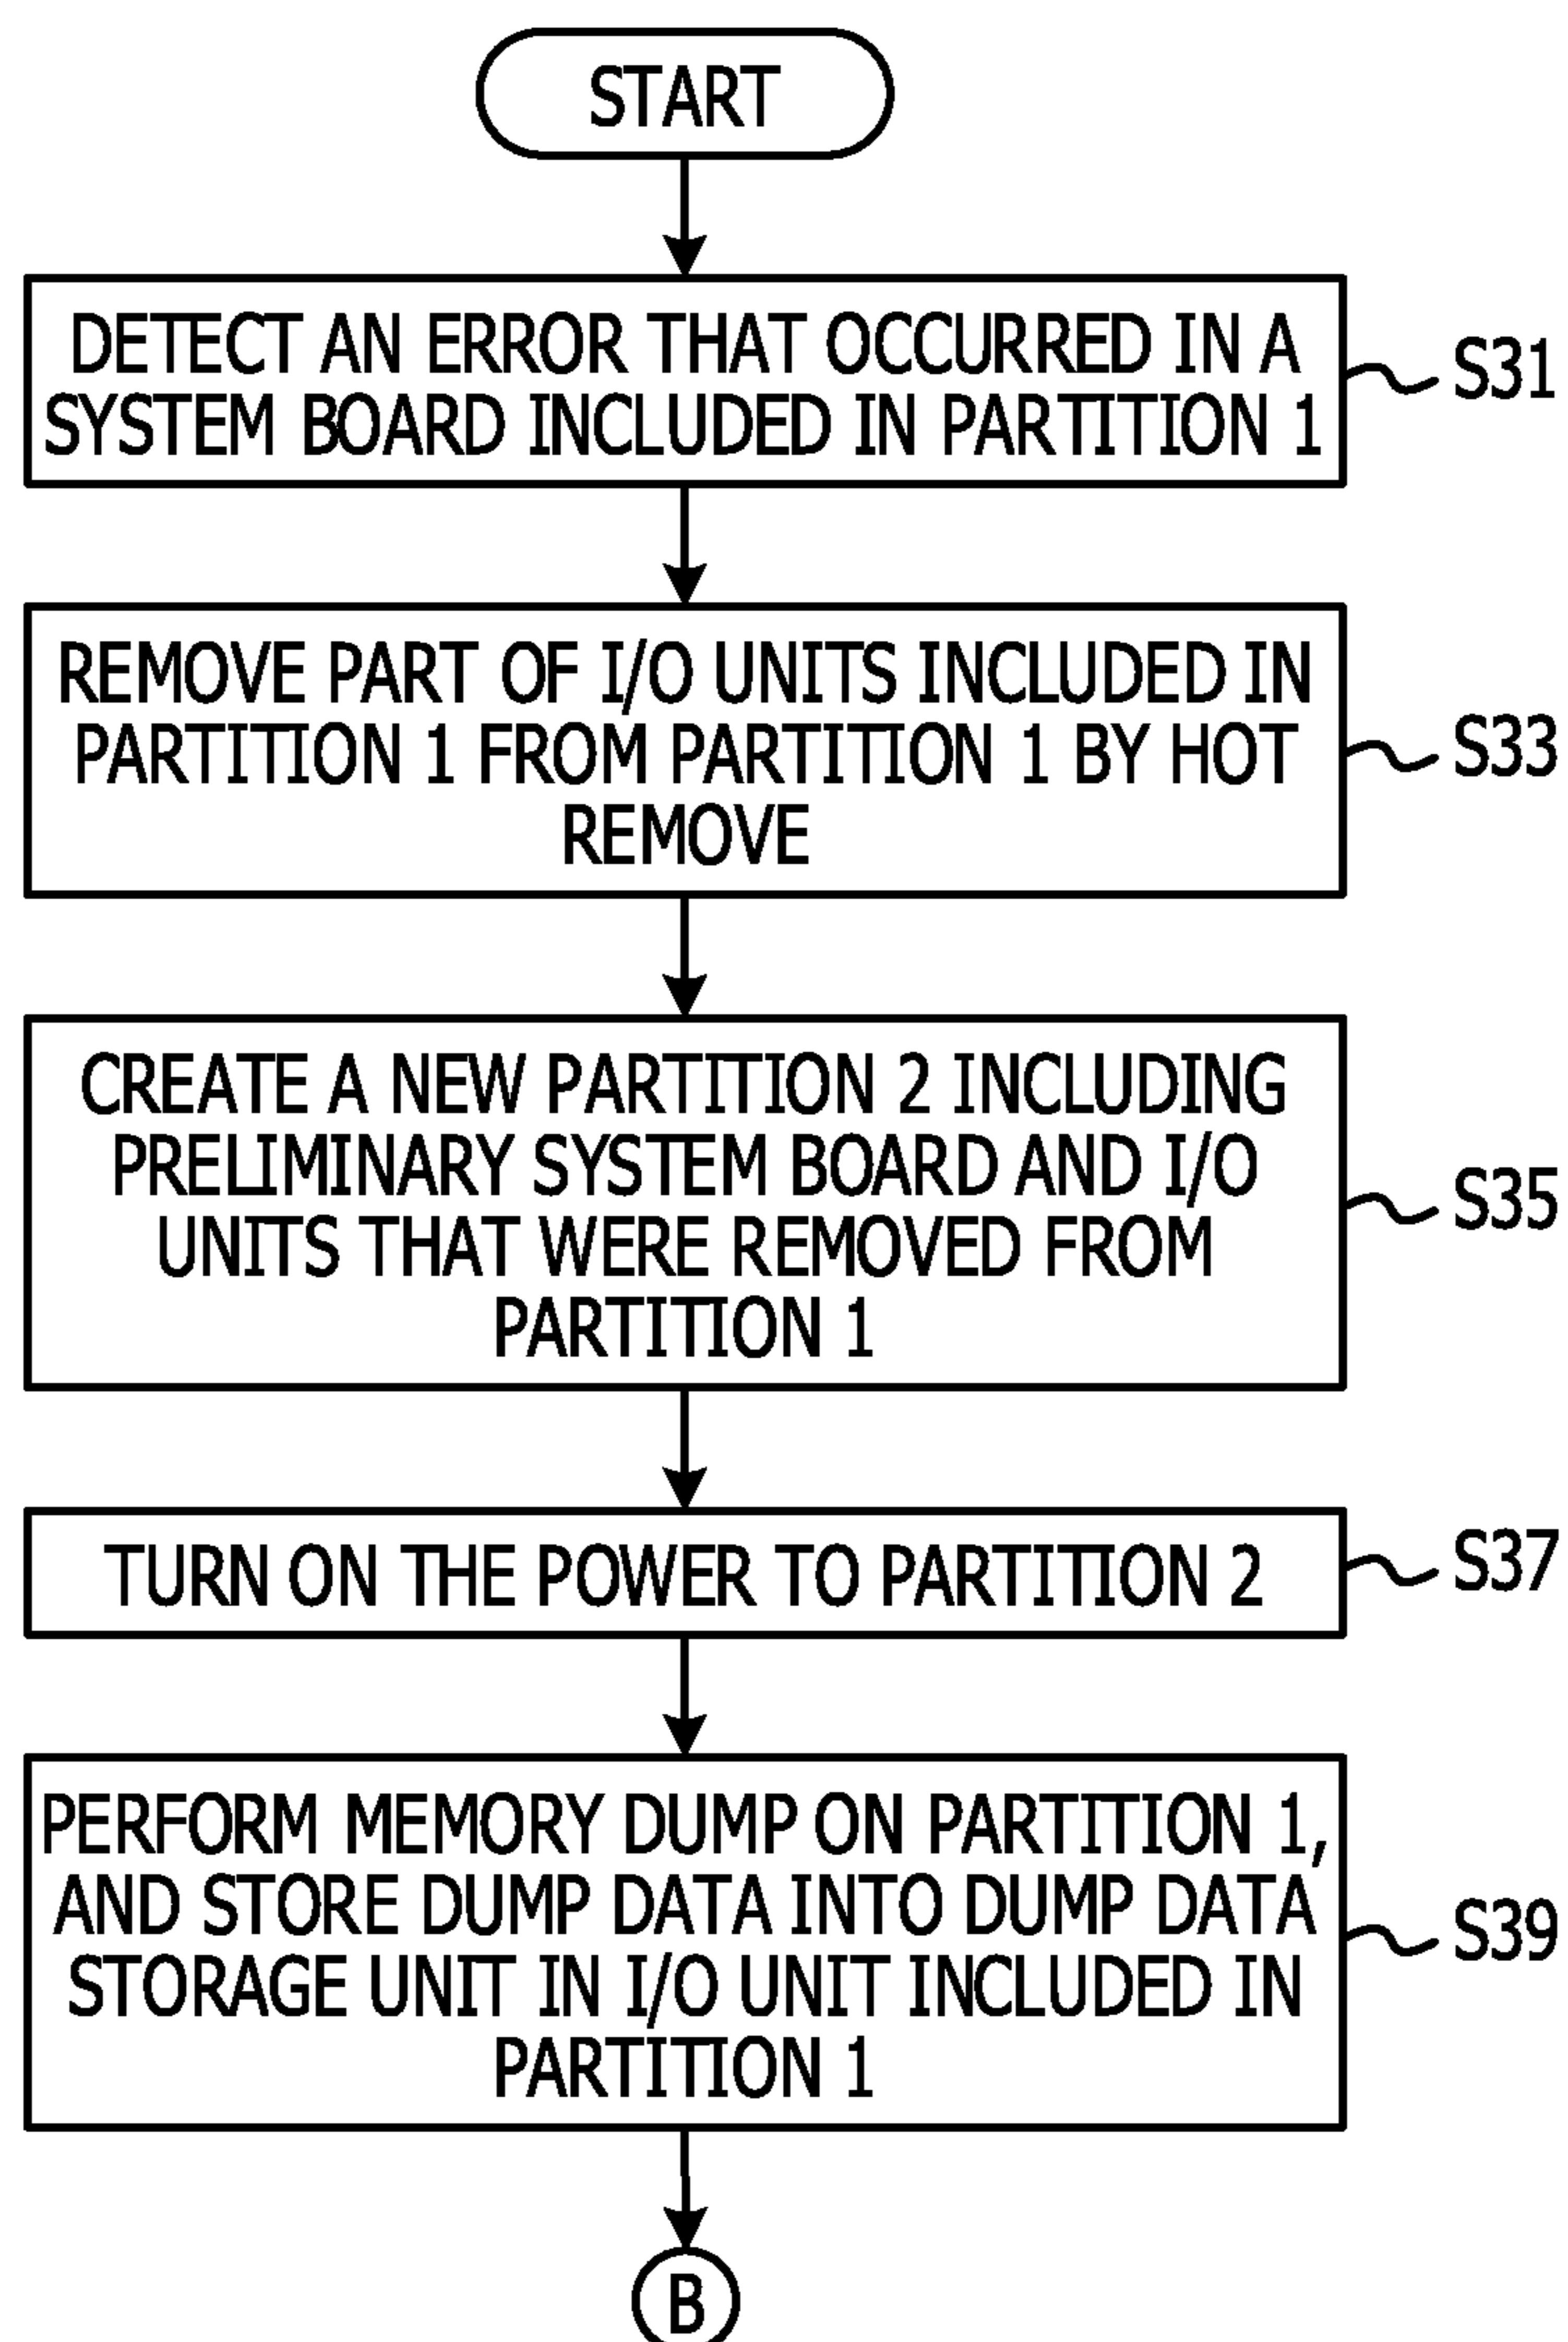 START
DETECT AN ERROR THAT OCCURRED IN A
SYSTEM BOARD INCLUDED IN PARTITION 1
S31
REMOVE PART OF I/O UNITS INCLUDED IN
PARTITION 1 FROM PARTITION 1 BY HOT
REMOVE
S33
CREATE A NEW PARTITION 2 INCLUDING
PRELIMINARY SYSTEM BOARD AND I/O
UNITS THAT WERE REMOVED FROM
PARTITION 1
S35
TURN ON THE POWER TO PARTITION 2
S37
PERFORM MEMORY DUMP ON PARTITION 1,
AND STORE DUMP DATA INTO DUMP DATA
STORAGE UNIT IN I/O UNIT INCLUDED IN
PARTITION 1
S39
B